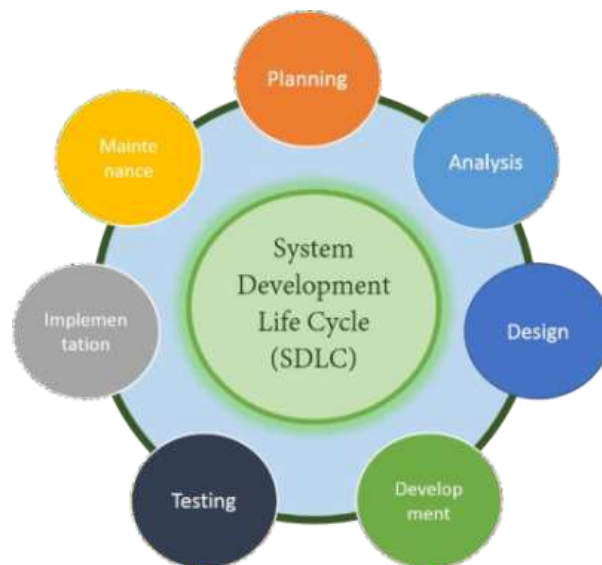 Planning
Analysis
Design
Develop
ment
Testing
Implemen
tation
Mainte
nance
System
Development
Life Cycle
(SDLC)